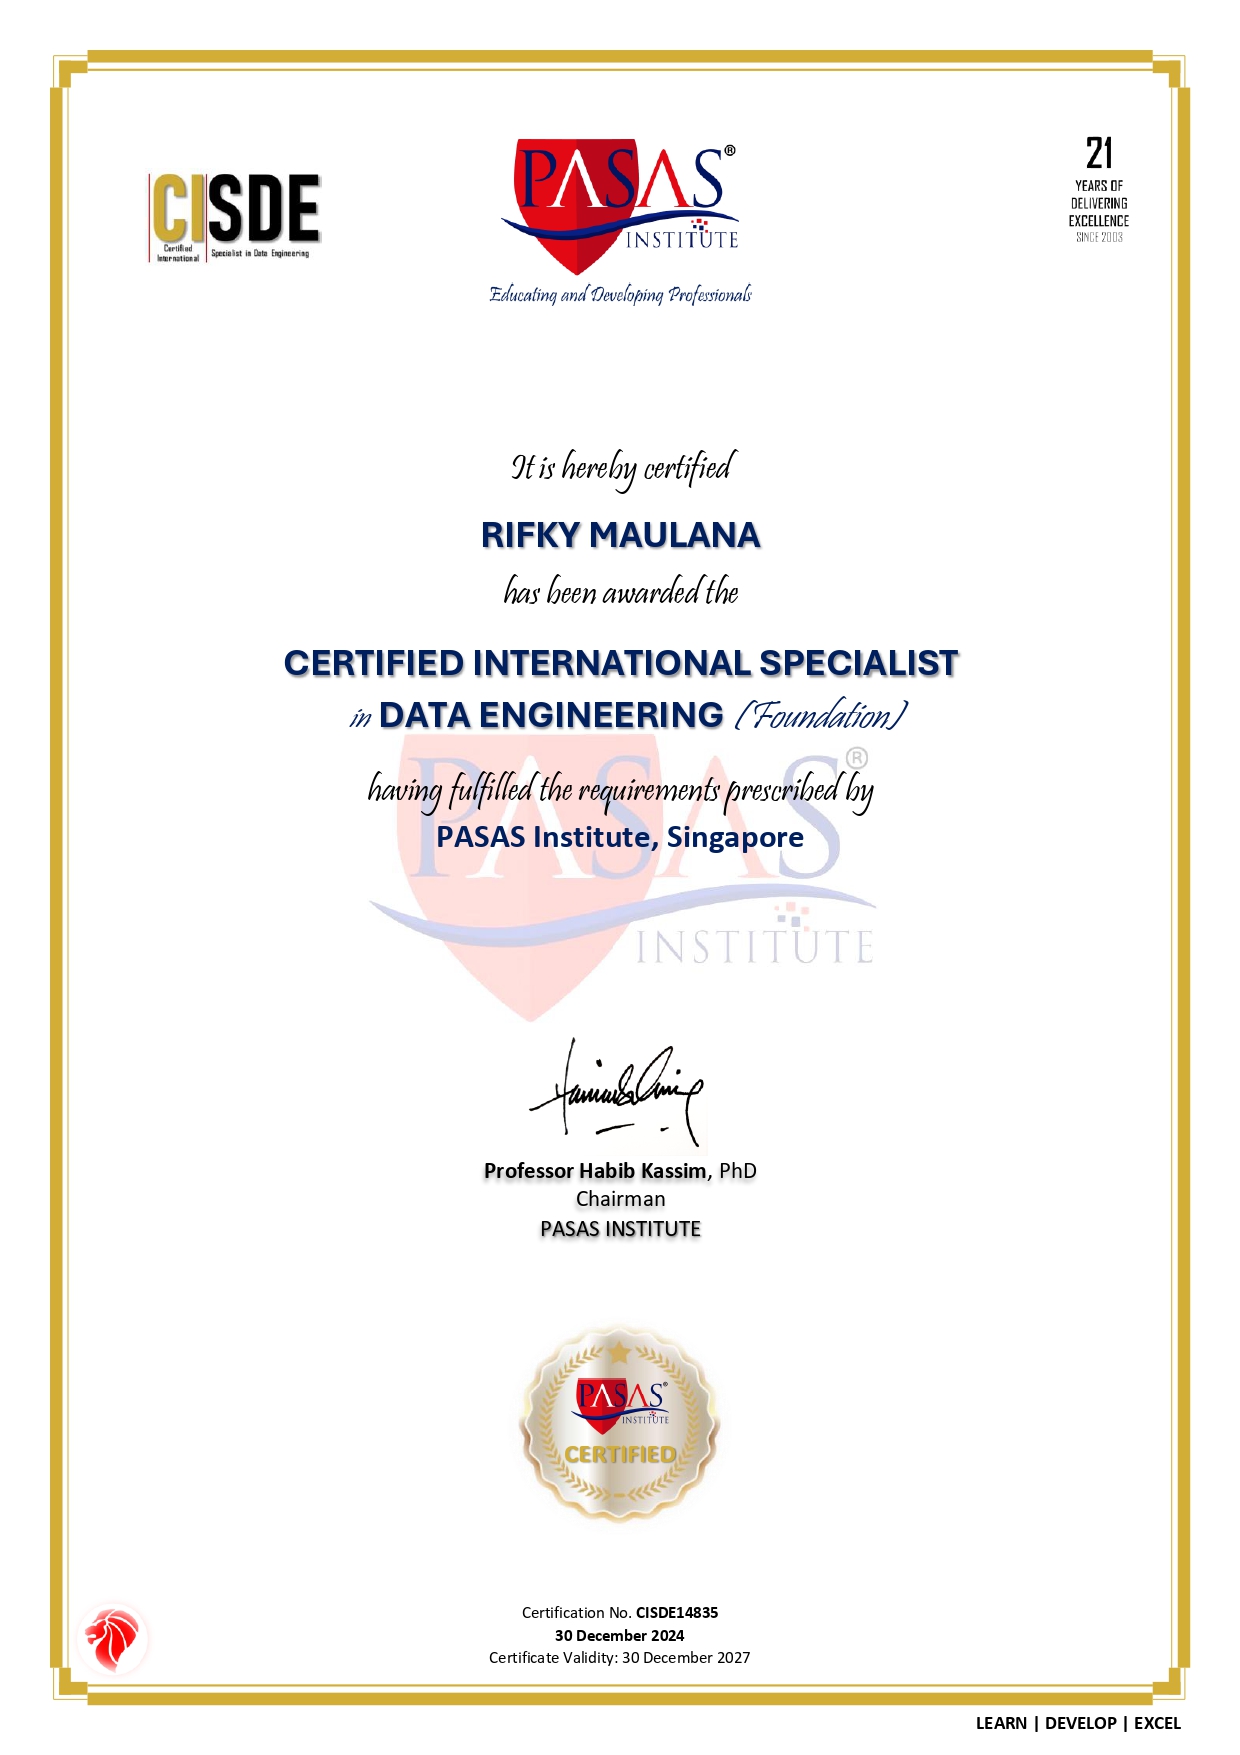 CISDE
Certified International
Specialist in Data Engineering
PASAS®
INSTITUTE
Educating and Developing Professionals
21
YEARS OF
DELIVERING
EXCELLENCE
SINCE 2003
It is hereby certified
RIFKY MAULANA
has been awarded the
CERTIFIED INTERNATIONAL SPECIALIST
in DATA ENGINEERING (Foundation)
having fulfilled the requirements prescribed by
PASAS Institute, Singapore
PASAS®
INSTITUTE
Professor Habib Kassim, PhD
Chairman
PASAS INSTITUTE
PASAS®
INSTITUTE
CERTIFIED
Certification No. CISDE14835
30 December 2024
Certificate Validity: 30 December 2027
LEARN | DEVELOP | EXCEL